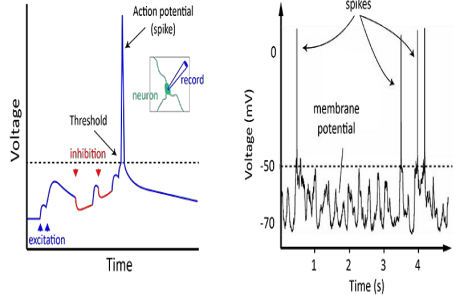 Action potential
(spike)
record
neuron
Threshold
inhibition
excitation
Voltage
Time
spikes
membrane
potential
Voltage (mV)
0
-50
-70
1 2 3 4
Time (s)